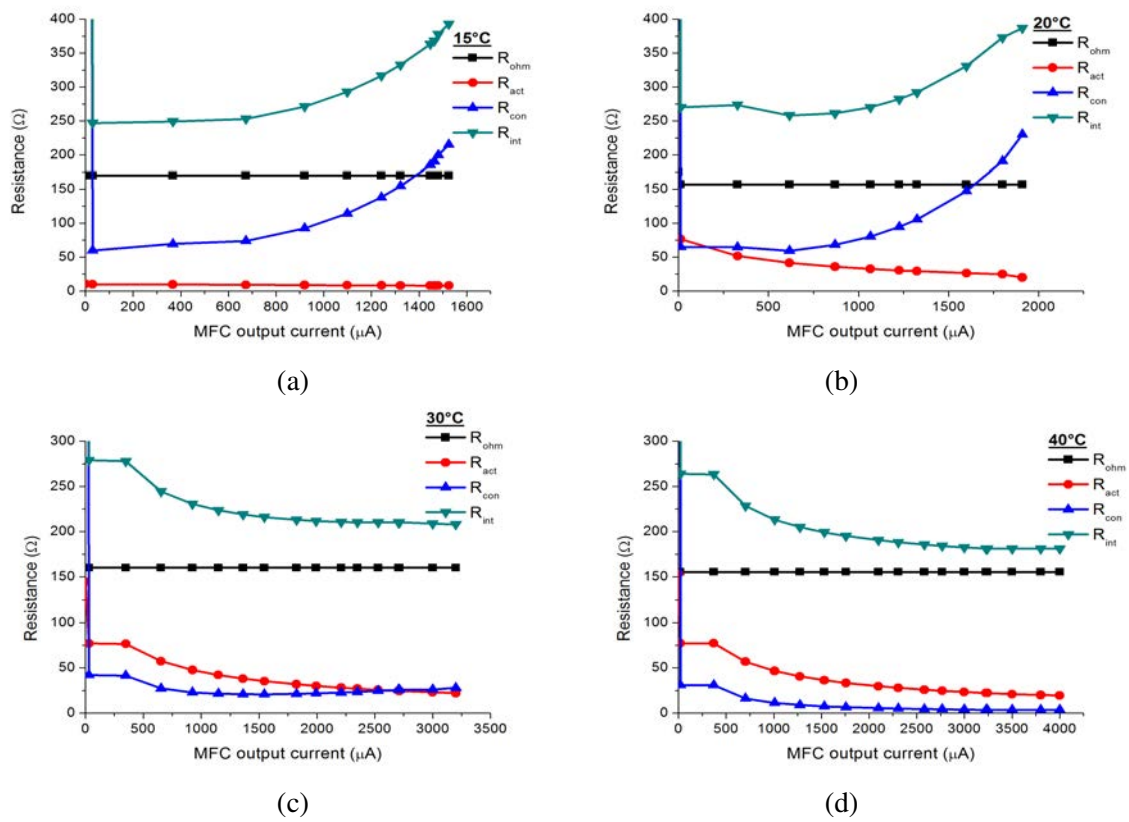 400
350
300
250
200
150
100
50
0
Resistance (Ω)
0 200 400 600 800 1000 1200 1400 1600
MFC output current (μA)
15°C
R_ohm
R_act
R_con
R_int
(a)
400
350
300
250
200
150
100
50
0
Resistance (Ω)
0 500 1000 1500 2000
MFC output current (μA)
20°C
R_ohm
R_act
R_con
R_int
(b)
300
250
200
150
100
50
0
Resistance (Ω)
0 500 1000 1500 2000 2500 3000 3500
MFC output current (μA)
30°C
R_ohm
R_act
R_con
R_int
(c)
300
250
200
150
100
50
0
Resistance (Ω)
0 500 1000 1500 2000 2500 3000 3500 4000
MFC output current (μA)
40°C
R_ohm
R_act
R_con
R_int
(d)